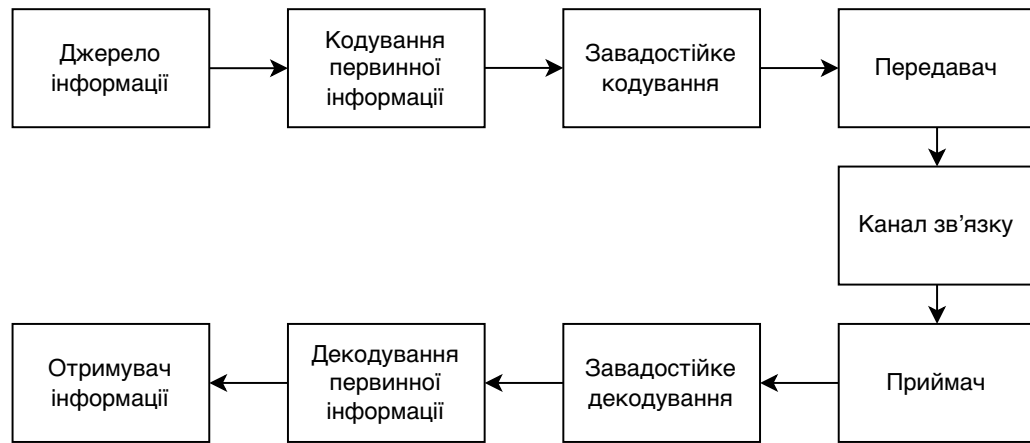 Джерело
інформації
Кодування
первинної
інформації
Завадостійке
кодування
Передавач
Канал зв'язку
Отримувач
інформації
Декодування
первинної
інформації
Завадостійке
декодування
Приймач